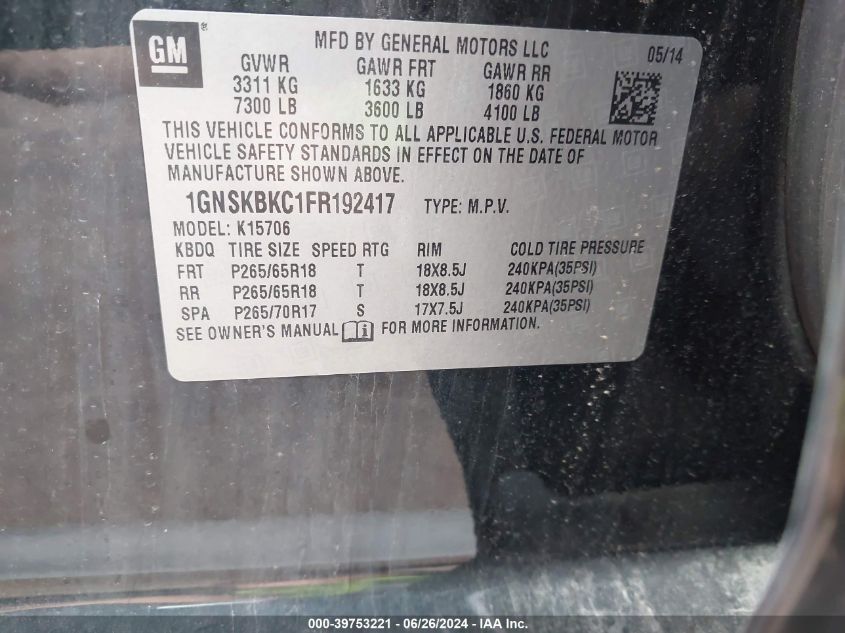 GM ®
MFD BY GENERAL MOTORS LLC 05/14
GVWR GAWR FRT GAWR RR
3311 KG 1633 KG 1860 KG
7300 LB 3600 LB 4100 LB
THIS VEHICLE CONFORMS TO ALL APPLICABLE U.S. FEDERAL MOTOR
VEHICLE SAFETY STANDARDS IN EFFECT ON THE DATE OF
MANUFACTURE SHOWN ABOVE.
1GNSKBKC1FR192417 TYPE: M.P.V.
MODEL: K15706
KBDQ TIRE SIZE SPEED RTG RIM COLD TIRE PRESSURE
FRT P265/65R18 T 18X8.5J 240KPA(35PSI)
RR P265/65R18 T 18X8.5J 240KPA(35PSI)
SPA P265/70R17 S 17X7.5J 240KPA(35PSI)
SEE OWNER'S MANUAL i FOR MORE INFORMATION.
000-39753221 - 06/26/2024 - IAA, Inc.